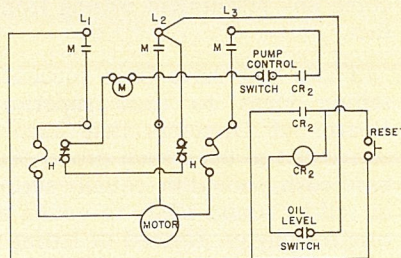 L1 L2 L3
M M M
PUMP
CONTROL
M
SWITCH CR2
CR2
RESET
H H
CR2
OIL
LEVEL
MOTOR
SWITCH